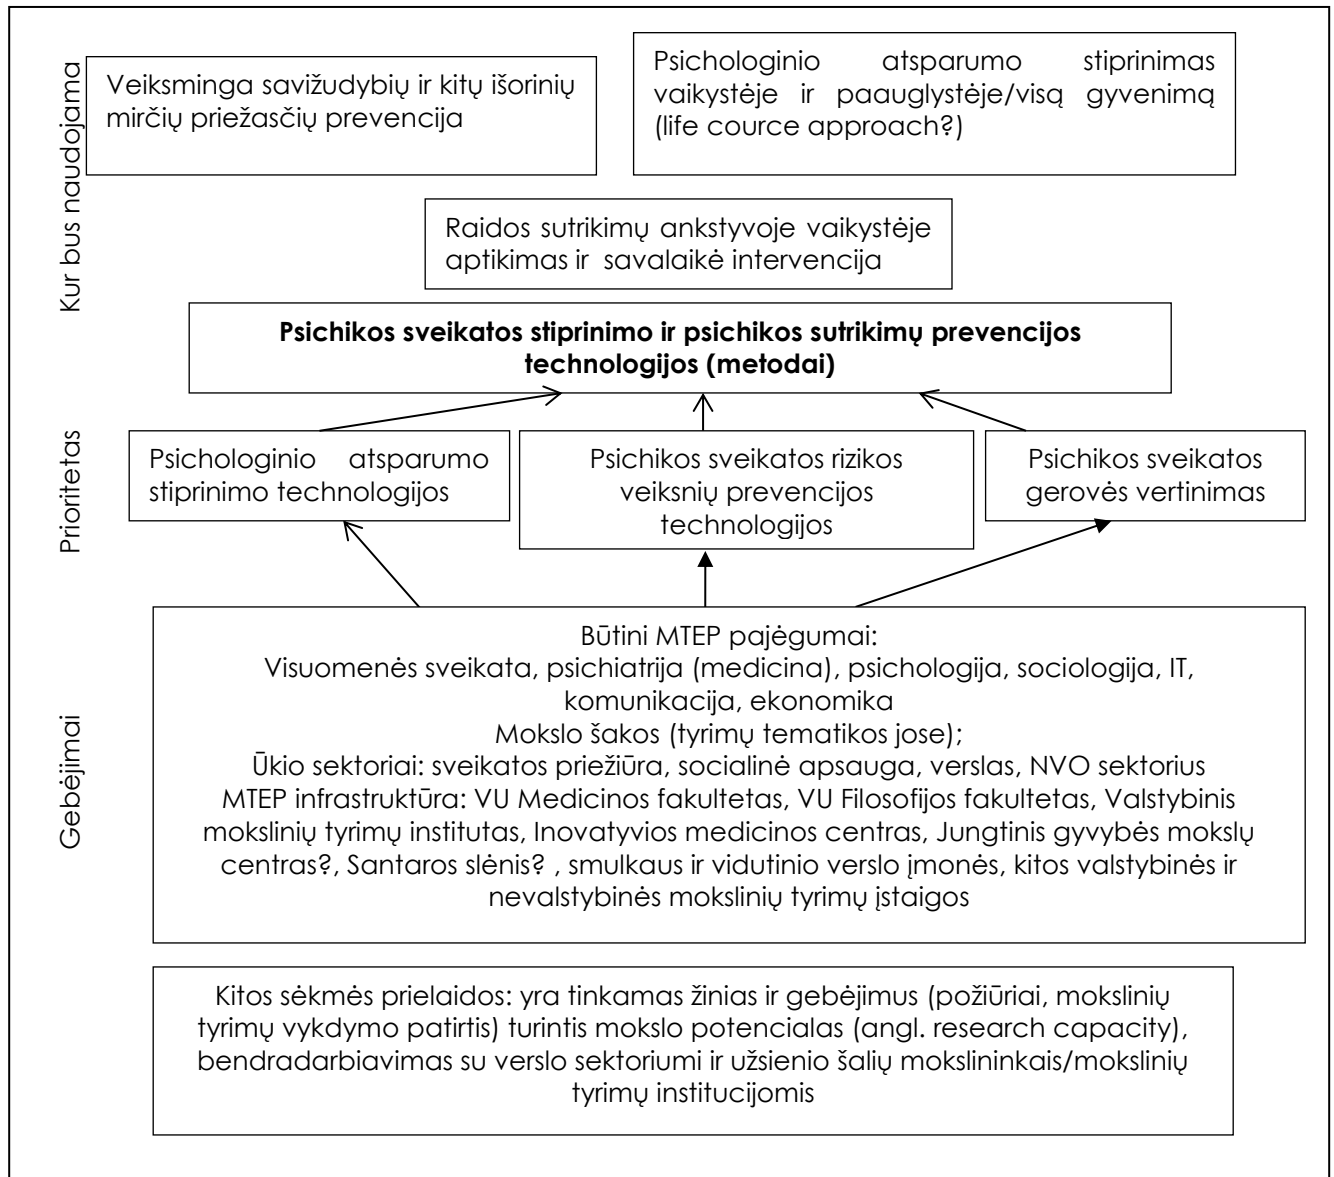 Kur bus naudojama
Veiksminga savižudybių ir kitų išorinių
mirčių priežasčių prevencija
Psichologinio atsparumo stiprinimas
vaikystėje ir paauglystėje/visą gyvenimą
(life cource approach?)
Raidos sutrikimų ankstyvoje vaikystėje
aptikimas ir savalaikė intervencija
Psichikos sveikatos stiprinimo ir psichikos sutrikimų prevencijos
technologijos (metodai)
Prioritetas
Psichologinio atsparumo
stiprinimo technologijos
Psichikos sveikatos rizikos
veiksnių prevencijos
technologijos
Psichikos sveikatos
gerovės vertinimas
Gebėjimai
Būtini MTEP pajėgumai:
Visuomenės sveikata, psichiatrija (medicina), psichologija, sociologija, IT,
komunikacija, ekonomika
Mokslo šakos (tyrimų tematikos jose);
Ūkio sektoriai: sveikatos priežiūra, socialinė apsauga, verslas, NVO sektorius
MTEP infrastruktūra: VU Medicinos fakultetas, VU Filosofijos fakultetas, Valstybinis
mokslinių tyrimų institutas, Inovatyvios medicinos centras, Jungtinis gyvybės mokslų
centras?, Santaros slėnis? , smulkaus ir vidutinio verslo įmonės, kitos valstybinės ir
nevalstybinės mokslinių tyrimų įstaigos
Kitos sėkmės prielaidos: yra tinkamas žinias ir gebėjimus (požiūriai, mokslinių
tyrimų vykdymo patirtis) turintis mokslo potencialas (angl. research capacity),
bendradarbiavimas su verslo sektoriumi ir užsienio šalių mokslininkais/mokslinių
tyrimų institucijomis